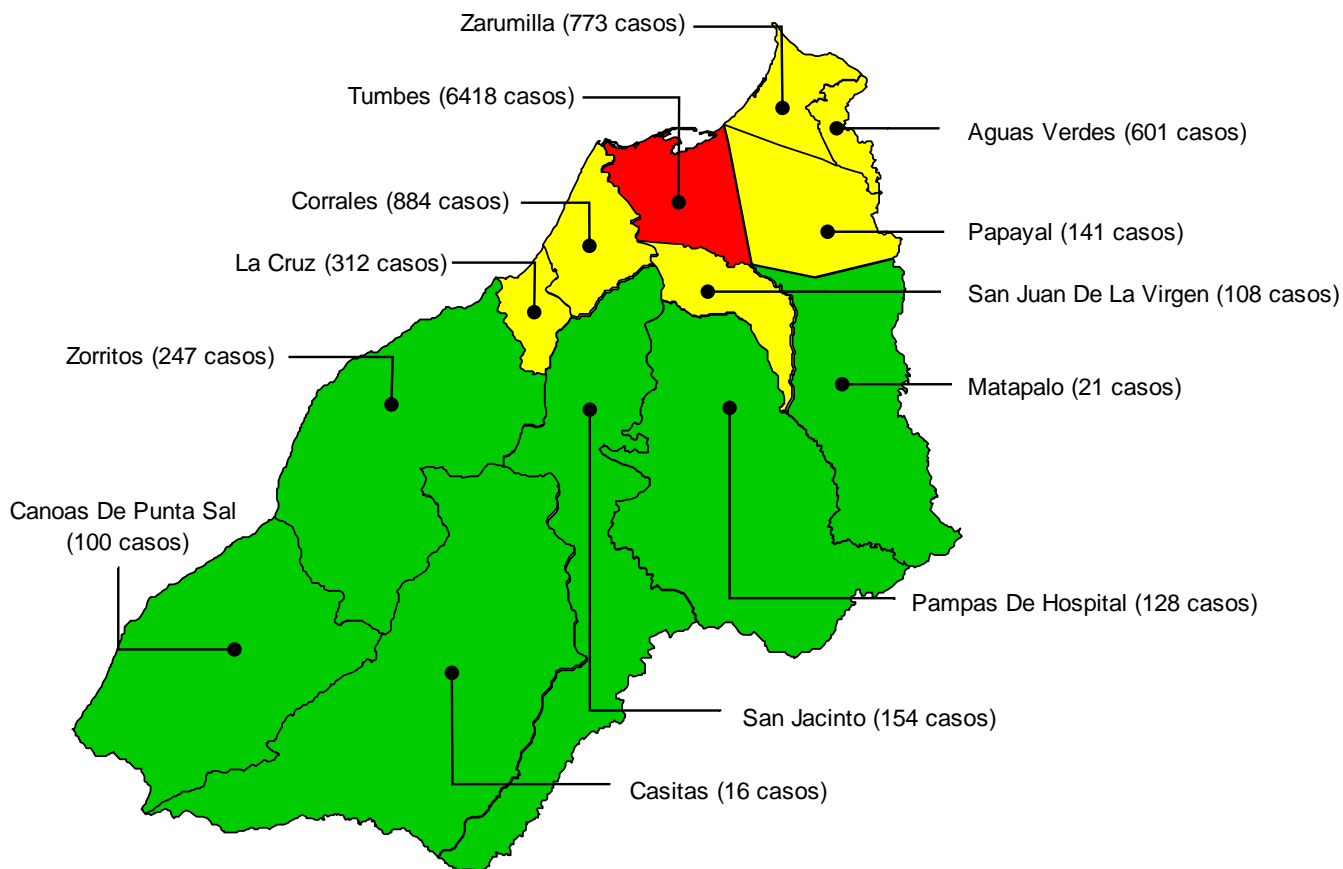 Zarumilla (773 casos)
Tumbes (6418 casos)
Aguas Verdes (601 casos)
Corrales (884 casos)
Papayal (141 casos)
La Cruz (312 casos)
San Juan De La Virgen (108 casos)
Zorritos (247 casos)
Matapalo (21 casos)
Canoas De Punta Sal
(100 casos)
Pampas De Hospital (128 casos)
San Jacinto (154 casos)
Casitas (16 casos)